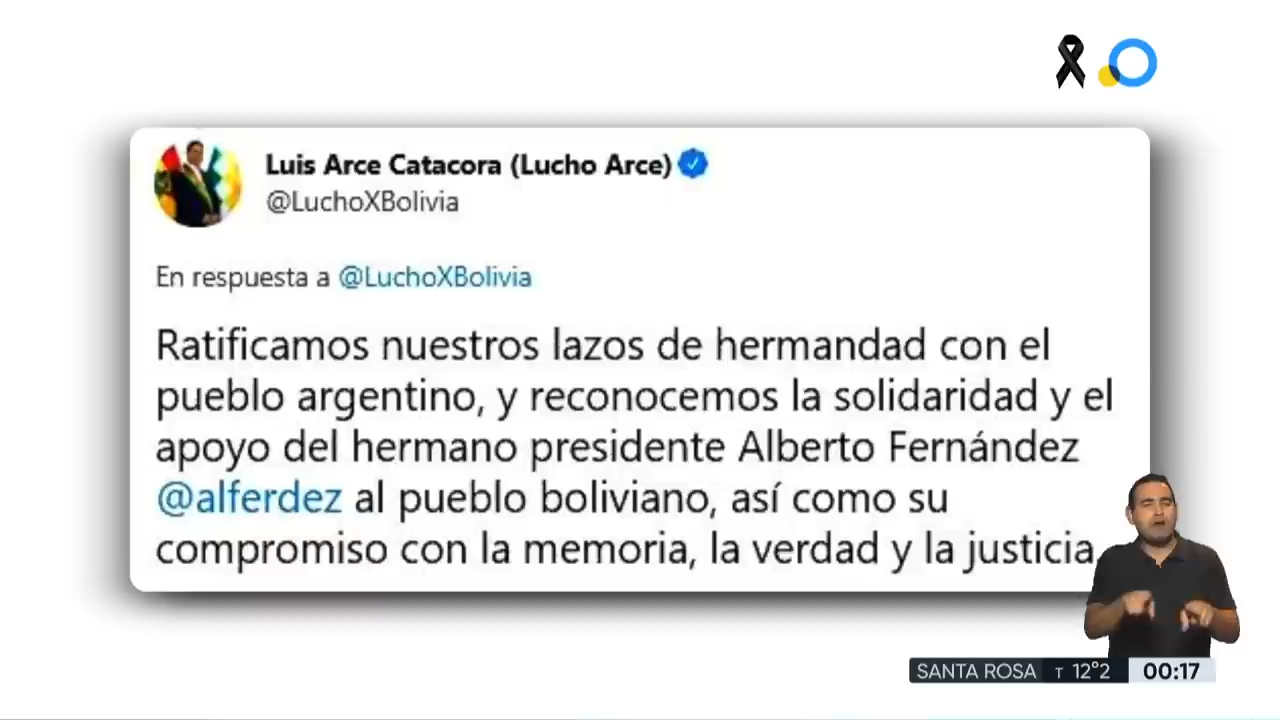 Luis Arce Catacora (Lucho Arce)
@LuchoXBolivia
En respuesta a @LuchoXBolivia
Ratificamos nuestros lazos de hermandad con el
pueblo argentino, y reconocemos la solidaridad y el
apoyo del hermano presidente Alberto Fernández
@alferdez al pueblo boliviano, así como su
compromiso con la memoria, la verdad y la justicia
SANTA ROSA T 12°2 00:17